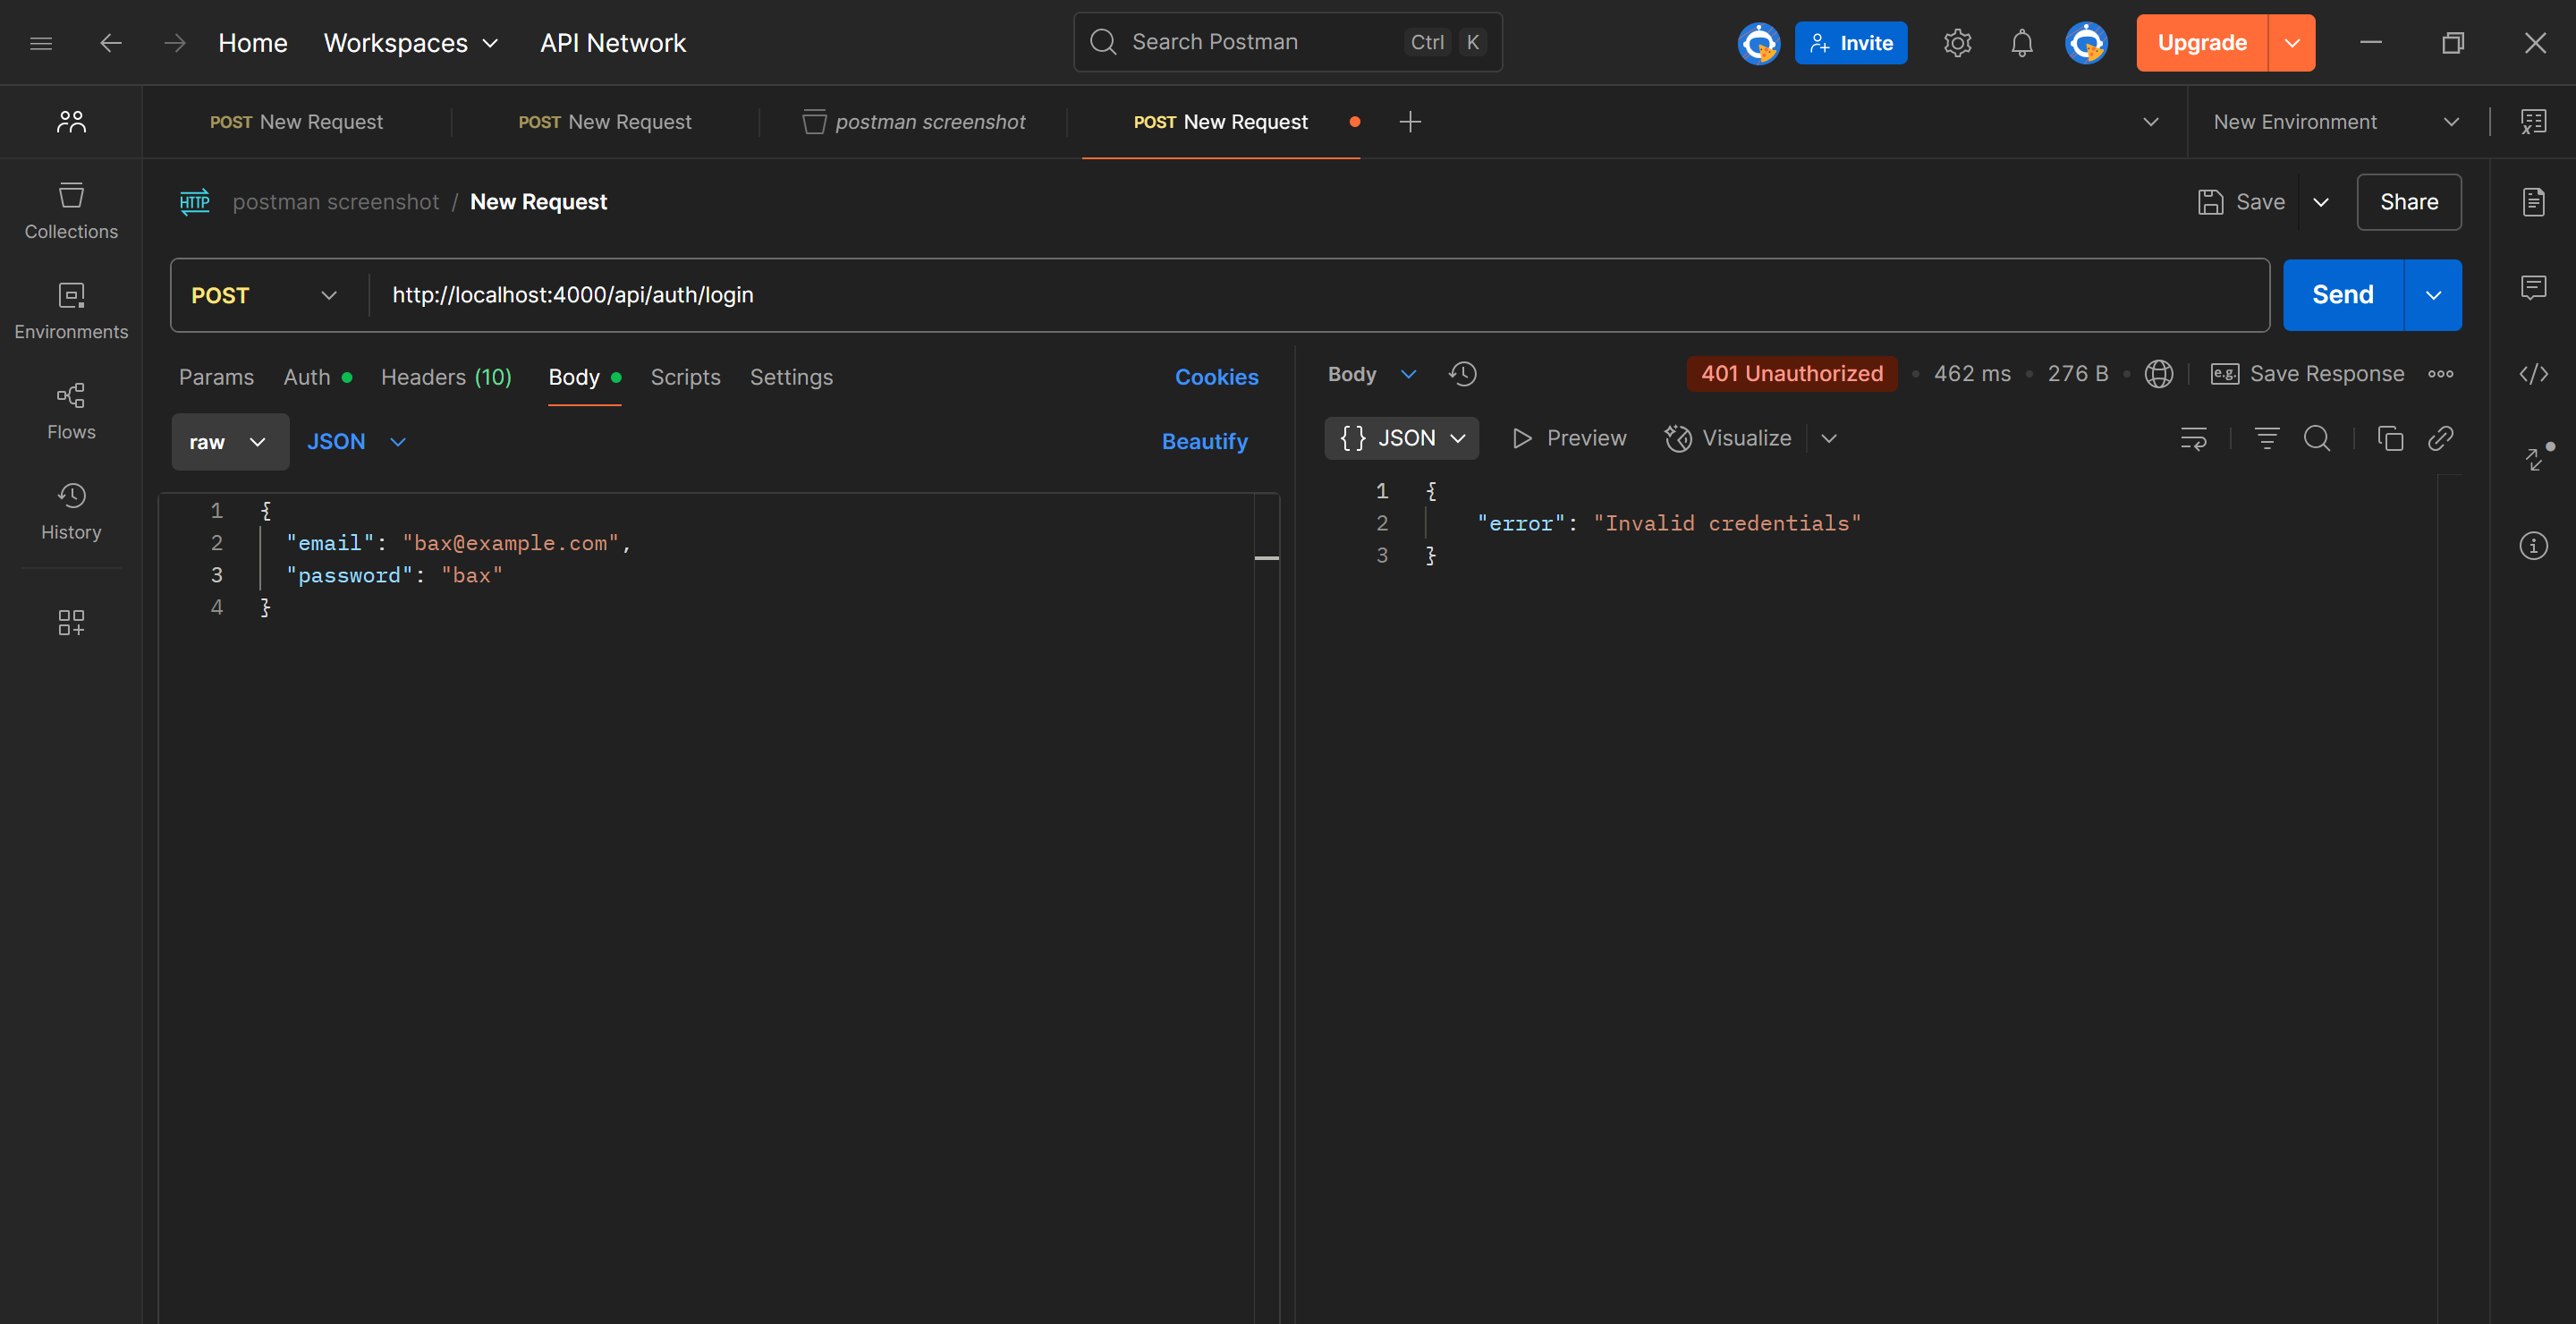 Home Workspaces API Network Search Postman Ctrl K Invite Upgrade
POST New Request POST New Request postman screenshot POST New Request New Environment
HTTP postman screenshot / New Request Save Share
Collections
Environments
Flows
History
POST http://localhost:4000/api/auth/login Send
Params Auth Headers (10) Body Scripts Settings Cookies
raw JSON Beautify
1 {
2 "email": "bax@example.com",
3 "password": "bax"
4 }
Body 401 Unauthorized • 462 ms • 276 B • e.g. Save Response
{} JSON Preview Visualize
1 {
2 "error": "Invalid credentials"
3 }